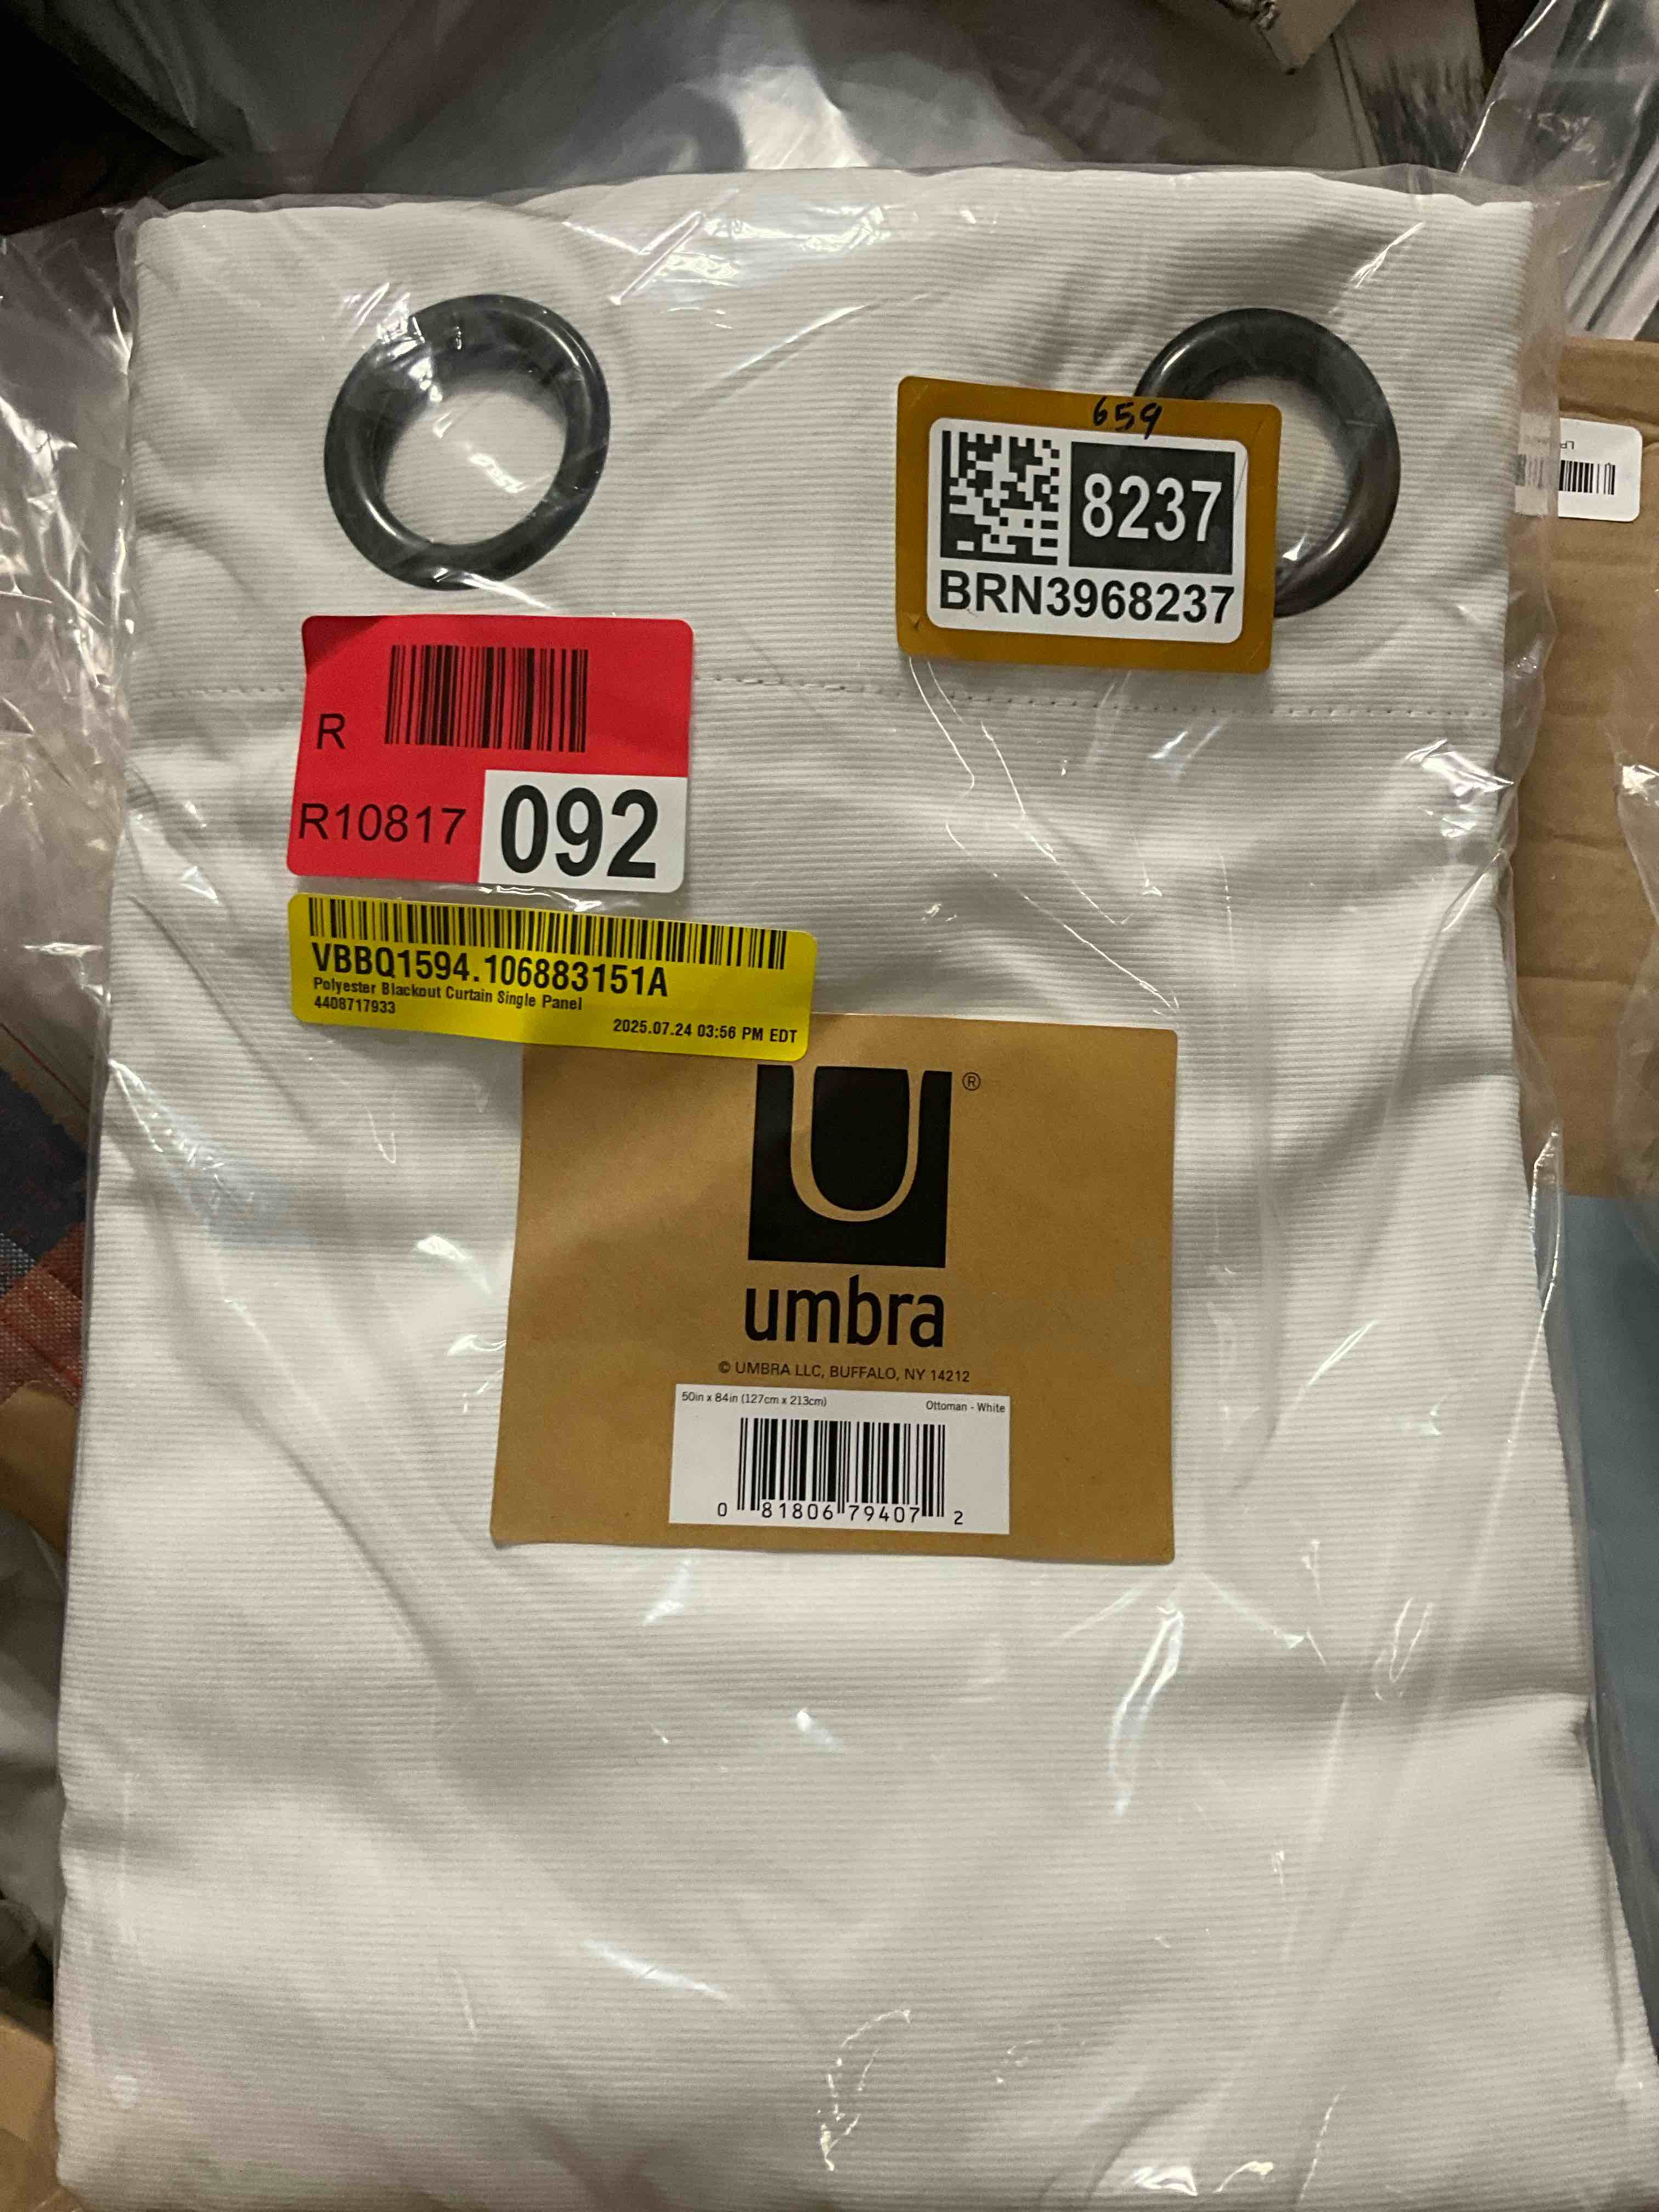 659
8237
BRN3968237
R
R10817
092
VBBQ1594.106883151A
Polyester Blackout Curtain Single Panel
4408717933
2025.07.24 03:56 PM EDT
U®
umbra
© UMBRA LLC, BUFFALO, NY 14212
50in x 84in (127cm x 213cm)
Ottoman - White
0 81806 79407 2